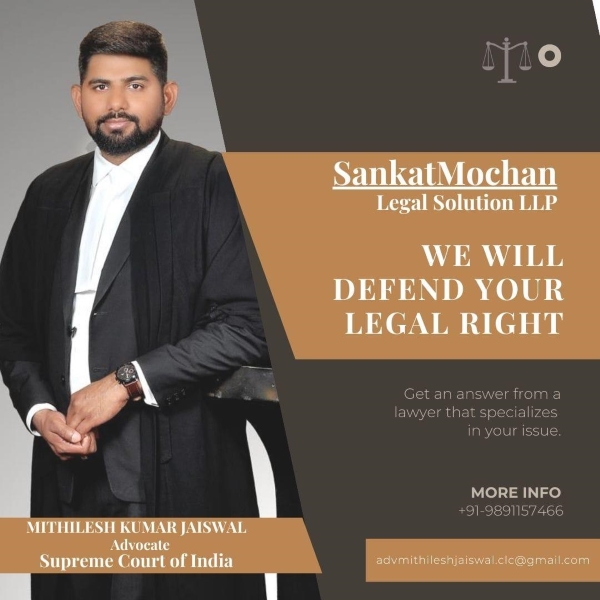 SankatMochan
Legal Solution LLP
WE WILL
DEFEND YOUR
LEGAL RIGHT
Get an answer from a
lawyer that specializes
in your issue.
MORE INFO
+91-9891157466
advmithileshjaiswal.clc@gmail.com
MITHILESH KUMAR JAISWAL
Advocate
Supreme Court of India